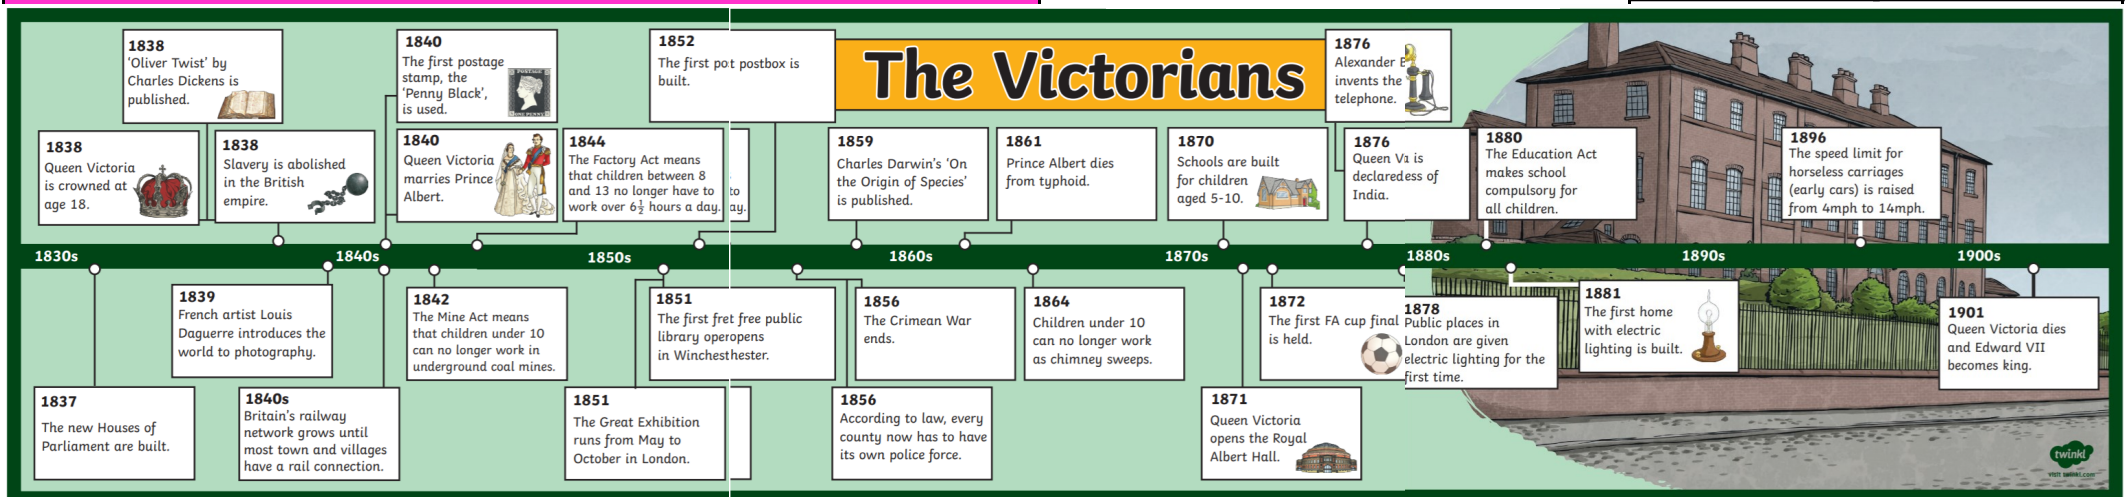 The Victorians
1838
'Oliver Twist' by
Charles Dickens is
published.
1840
The first postage
stamp, the
'Penny Black',
is used.
POSTAGE
ONE PENNY
1852
The first pot postbox is
built.
1876
Alexander
invents the
telephone.
1838
Queen Victoria
is crowned at
age 18.
1838
Slavery is abolished
in the British
empire.
1840
Queen Victoria
marries Prince
Albert.
1844
The Factory Act means
that children between 8
and 13 no longer have to
work over 6½ hours a day.
to
ay.
1859
Charles Darwin's 'On
the Origin of Species'
is published.
1861
Prince Albert dies
from typhoid.
1870
Schools are built
for children
aged 5-10.
1876
Queen Vi is
declaredess of
India.
1880
The Education Act
makes school
compulsory for
all children.
1896
The speed limit for
horseless carriages
(early cars) is raised
from 4mph to 14mph.
1830s
1840s
1850s
1860s
1870s
1880s
1890s
1900s
1839
French artist Louis
Daguerre introduces the
world to photography.
1842
The Mine Act means
that children under 10
can no longer work in
underground coal mines.
1851
The first fret free public
library operopens
in Winchesthester.
1856
The Crimean War
ends.
1864
Children under 10
can no longer work
as chimney sweeps.
1872
The first FA cup final
is held.
1878
Public places in
London are given
electric lighting for the
first time.
1881
The first home
with electric
lighting is built.
1901
Queen Victoria dies
and Edward VII
becomes king.
1837
The new Houses of
Parliament are built.
1840s
Britain's railway
network grows until
most town and villages
have a rail connection.
1851
The Great Exhibition
runs from May to
October in London.
1856
According to law, every
county now has to have
its own police force.
1871
Queen Victoria
opens the Royal
Albert Hall.
twinkl
visit twinkl.com